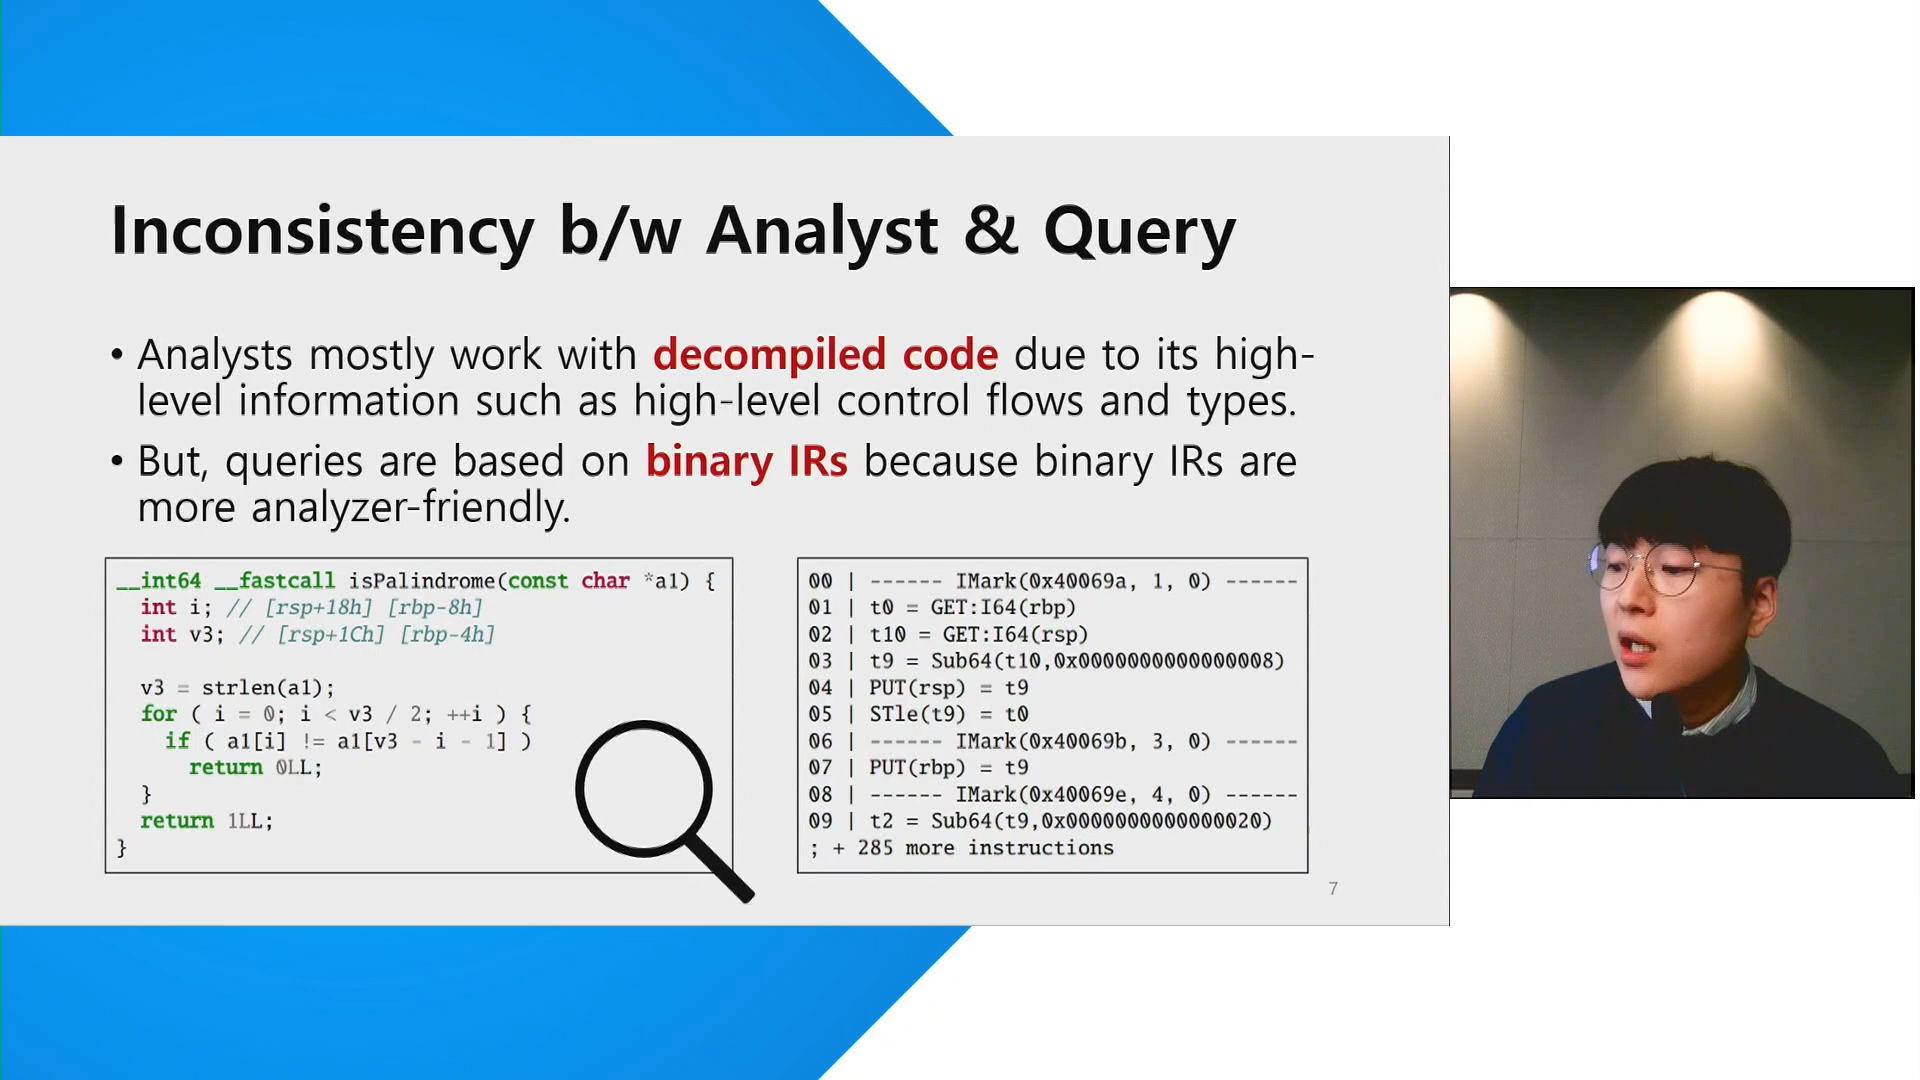 Inconsistency b/w Analyst & Query
• Analysts mostly work with decompiled code due to its high-
level information such as high-level control flows and types.
• But, queries are based on binary IRs because binary IRs are
more analyzer-friendly.
__int64 __fastcall isPalindrome(const char *a1) {
  int i; // [rsp+18h] [rbp-8h]
  int v3; // [rsp+1Ch] [rbp-4h]
  v3 = strlen(a1);
  for ( i = 0; i < v3 / 2; ++i ) {
    if ( a1[i] != a1[v3 - i - 1] )
      return 0LL;
  }
  return 1LL;
}
00 | ------ IMark(0x40069a, 1, 0) ------
01 | t0 = GET:I64(rbp)
02 | t10 = GET:I64(rsp)
03 | t9 = Sub64(t10,0x0000000000000008)
04 | PUT(rsp) = t9
05 | STle(t9) = t0
06 | ------ IMark(0x40069b, 3, 0) ------
07 | PUT(rbp) = t9
08 | ------ IMark(0x40069e, 4, 0) ------
09 | t2 = Sub64(t9,0x0000000000000020)
; + 285 more instructions
7